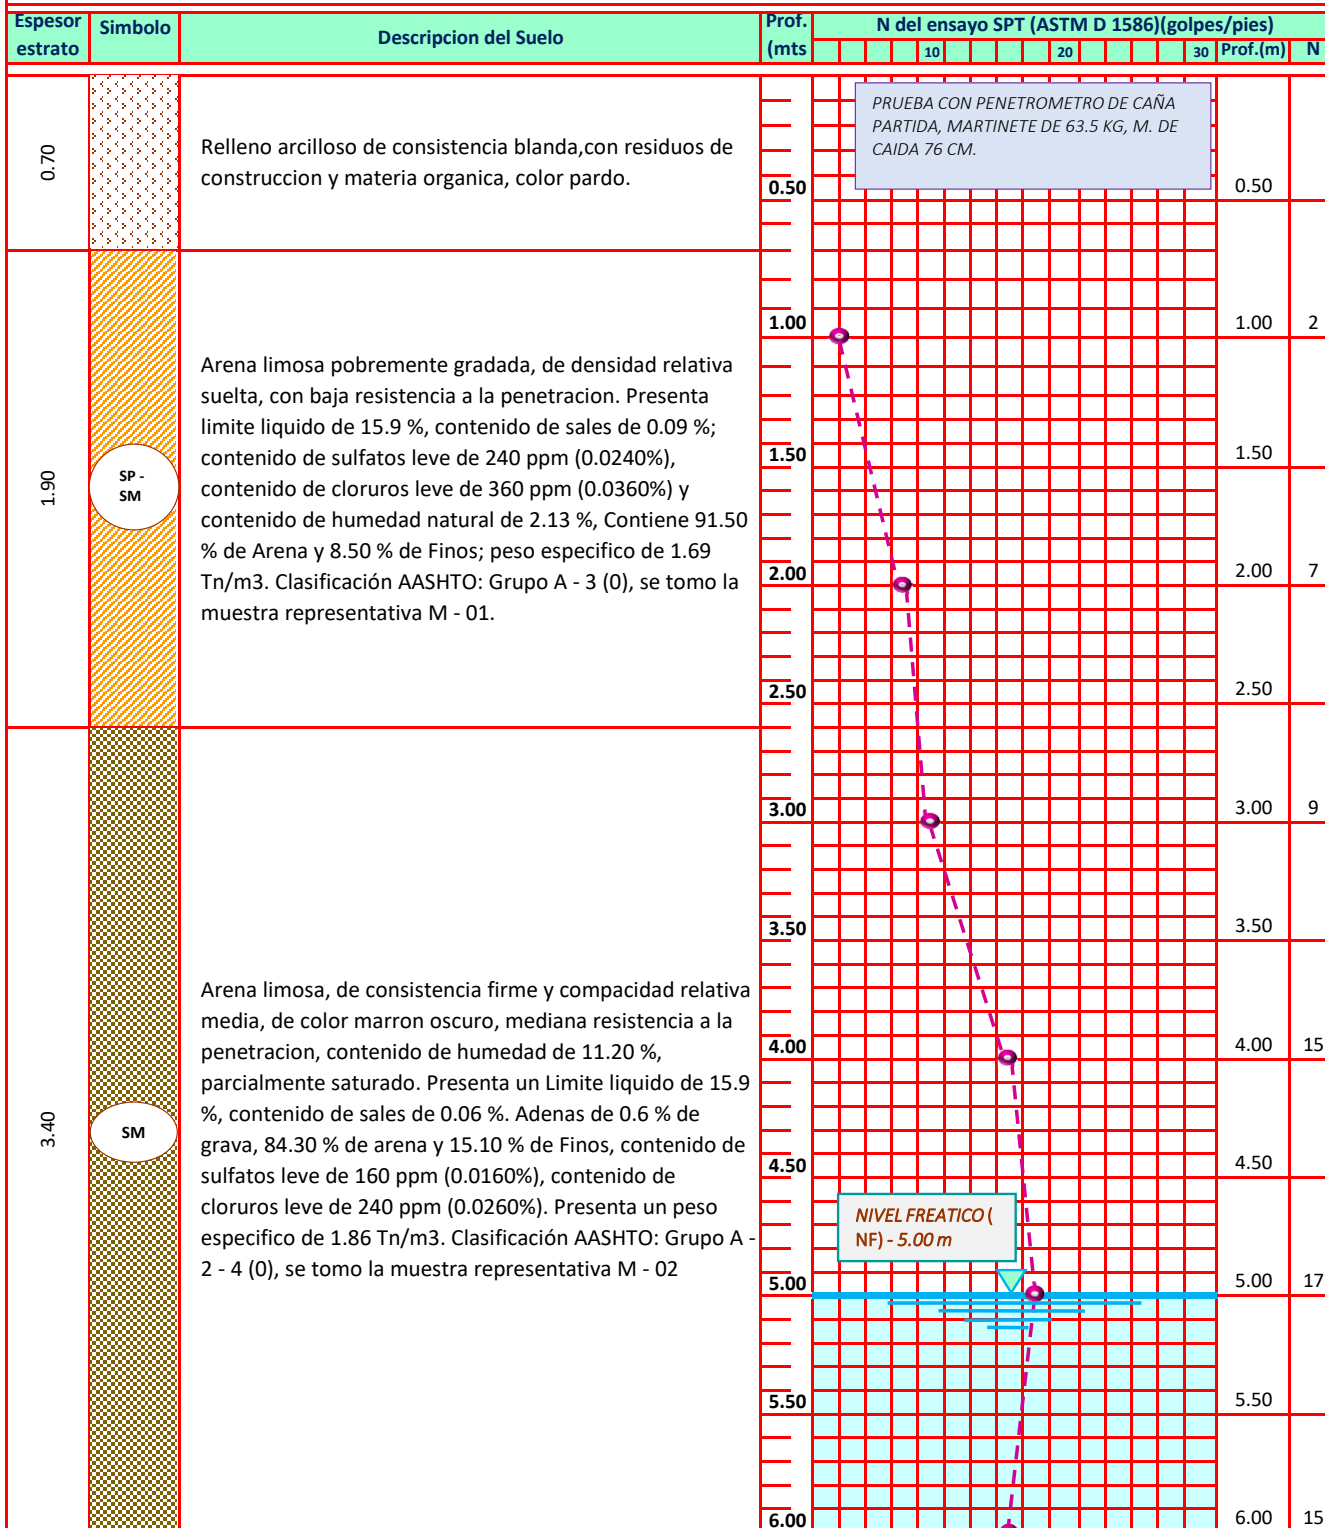 Espesor estrato
Simbolo
Descripcion del Suelo
Prof. (mts
N del ensayo SPT (ASTM D 1586)(golpes/pies)
10 20 30 Prof.(m) N
0.70
Relleno arcilloso de consistencia blanda,con residuos de
construccion y materia organica, color pardo.
PRUEBA CON PENETROMETRO DE CAÑA
PARTIDA, MARTINETE DE 63.5 KG, M. DE
CAIDA 76 CM.
0.50 0.50
1.90
SP -
SM
Arena limosa pobremente gradada, de densidad relativa
suelta, con baja resistencia a la penetracion. Presenta
limite liquido de 15.9 %, contenido de sales de 0.09 %;
contenido de sulfatos leve de 240 ppm (0.0240%),
contenido de cloruros leve de 360 ppm (0.0360%) y
contenido de humedad natural de 2.13 %, Contiene 91.50
% de Arena y 8.50 % de Finos; peso especifico de 1.69
Tn/m3. Clasificación AASHTO: Grupo A - 3 (0), se tomo la
muestra representativa M - 01.
1.00 1.00 2
1.50 1.50
2.00 2.00 7
2.50 2.50
3.40
SM
Arena limosa, de consistencia firme y compacidad relativa
media, de color marron oscuro, mediana resistencia a la
penetracion, contenido de humedad de 11.20 %,
parcialmente saturado. Presenta un Limite liquido de 15.9
%, contenido de sales de 0.06 %. Adenas de 0.6 % de
grava, 84.30 % de arena y 15.10 % de Finos, contenido de
sulfatos leve de 160 ppm (0.0160%), contenido de
cloruros leve de 240 ppm (0.0260%). Presenta un peso
especifico de 1.86 Tn/m3. Clasificación AASHTO: Grupo A -
2 - 4 (0), se tomo la muestra representativa M - 02
3.00 3.00 9
3.50 3.50
4.00 4.00 15
4.50 4.50
NIVEL FREATICO (
NF) - 5.00 m
5.00 5.00 17
5.50 5.50
6.00 6.00 15